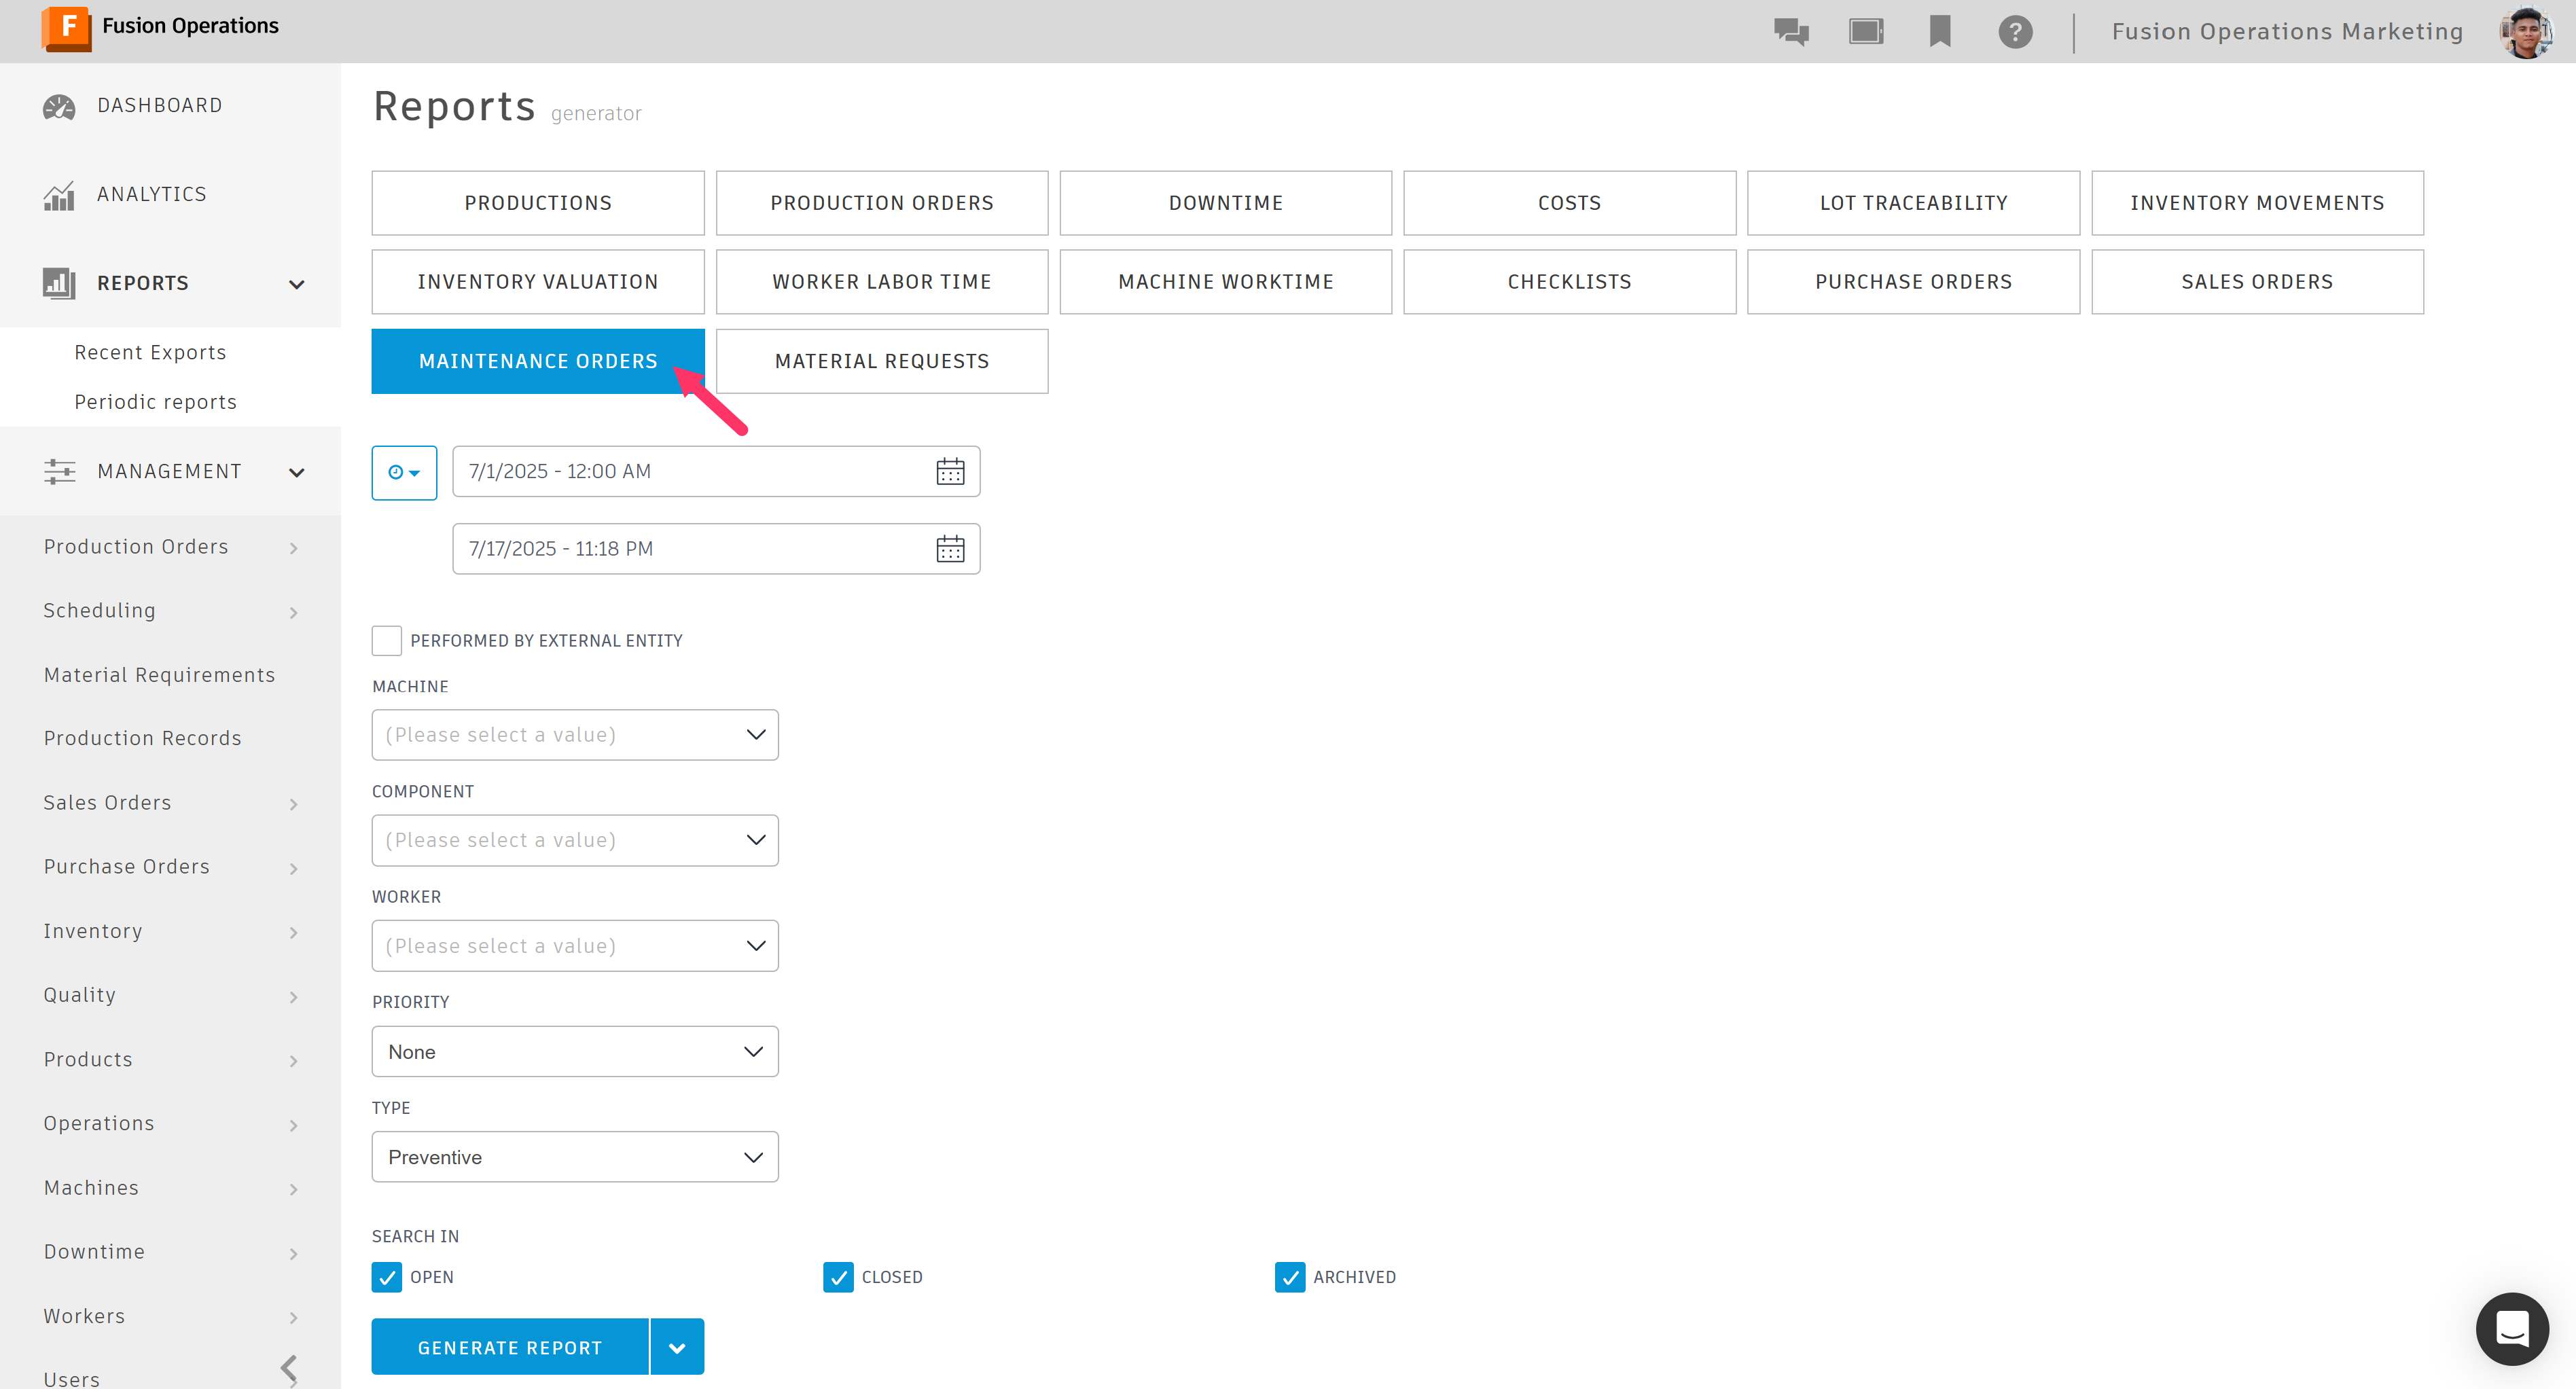 F Fusion Operations
? Fusion Operations Marketing
DASHBOARD
ANALYTICS
REPORTS
Recent Exports
Periodic reports
MANAGEMENT
Production Orders
Scheduling
Material Requirements
Production Records
Sales Orders
Purchase Orders
Inventory
Quality
Products
Operations
Machines
Downtime
Workers
Users
Reports generator
PRODUCTIONS PRODUCTION ORDERS DOWNTIME COSTS LOT TRACEABILITY INVENTORY MOVEMENTS
INVENTORY VALUATION WORKER LABOR TIME MACHINE WORKTIME CHECKLISTS PURCHASE ORDERS SALES ORDERS
MAINTENANCE ORDERS MATERIAL REQUESTS
7/1/2025 - 12:00 AM
7/17/2025 - 11:18 PM
PERFORMED BY EXTERNAL ENTITY
MACHINE
(Please select a value)
COMPONENT
(Please select a value)
WORKER
(Please select a value)
PRIORITY
None
TYPE
Preventive
SEARCH IN
OPEN CLOSED ARCHIVED
GENERATE REPORT